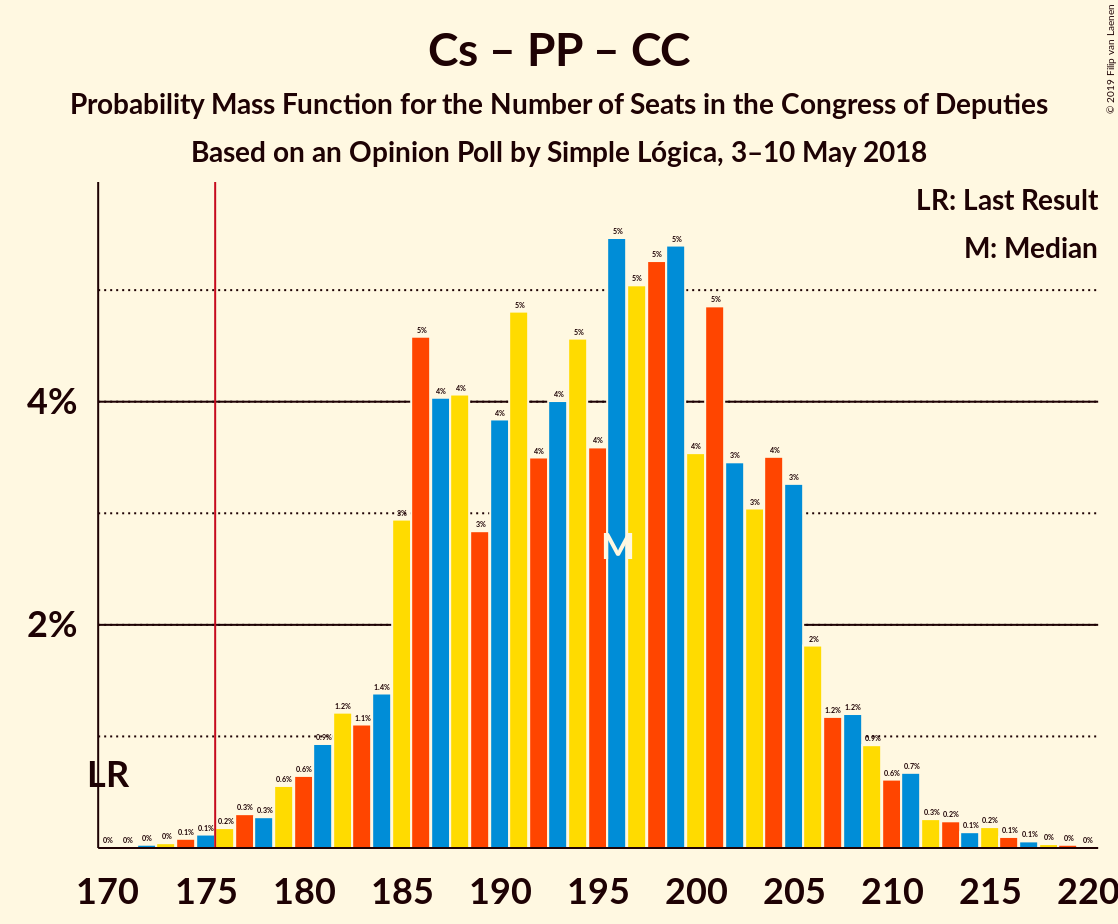 Cs – PP – CC
Probability Mass Function for the Number of Seats in the Congress of Deputies
Based on an Opinion Poll by Simple Lógica, 3–10 May 2018
© 2019 Filip van Laenen
LR: Last Result
M: Median
4%
2%
LR
M
0% 0% 0% 0% 0.1% 0.1% 0.2% 0.3% 0.3% 0.6% 0.6% 0.9% 1.2% 1.1% 1.4% 3% 5% 4% 4% 3% 4% 5% 4% 4% 5% 4% 5% 5% 5% 5% 4% 5% 3% 3% 4% 3% 2% 1.2% 1.2% 0.9% 0.6% 0.7% 0.3% 0.2% 0.1% 0.2% 0.1% 0.1% 0% 0% 0%
170 175 180 185 190 195 200 205 210 215 220